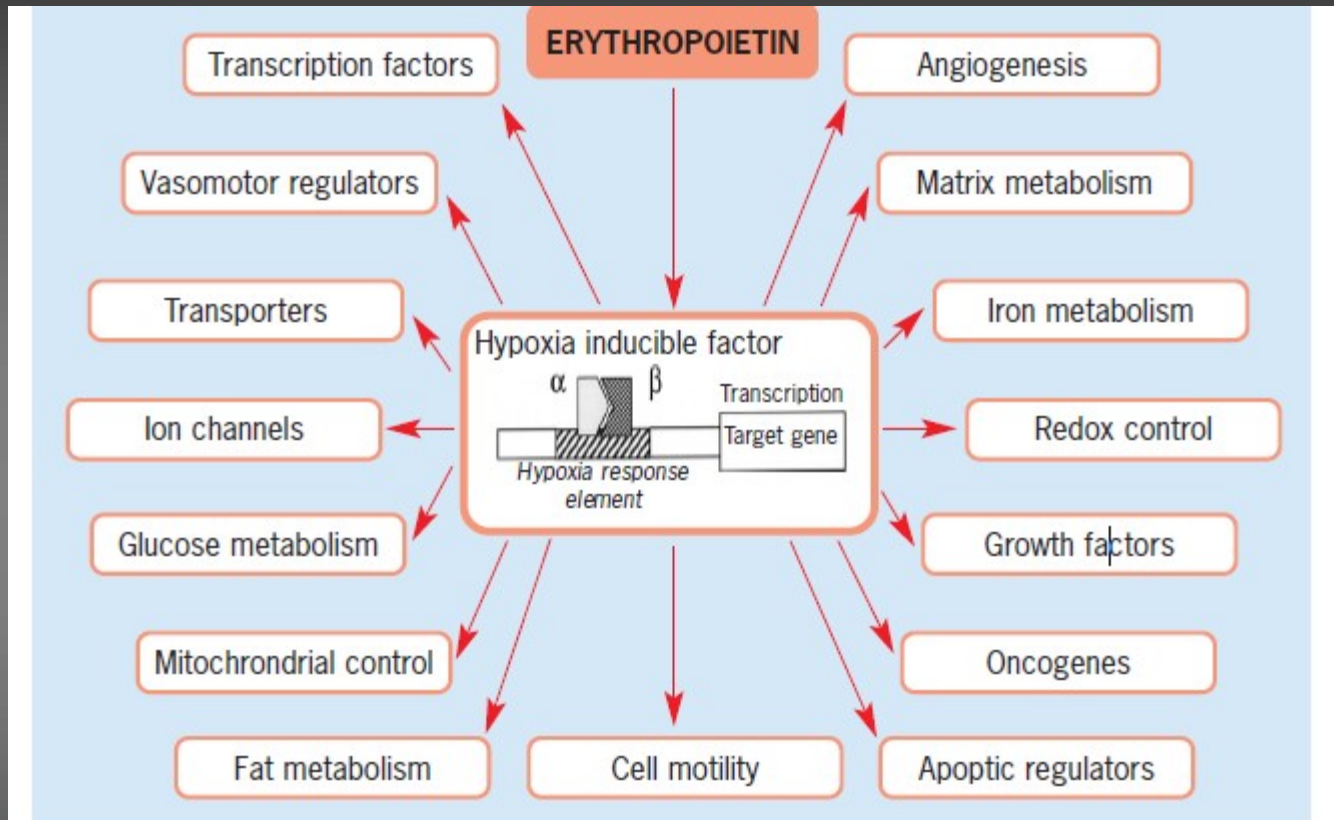 ERYTHROPOIETIN
Transcription factors
Angiogenesis
Vasomotor regulators
Matrix metabolism
Transporters
Iron metabolism
Hypoxia inducible factor
α β
Transcription
Target gene
Hypoxia response
element
Ion channels
Redox control
Glucose metabolism
Growth factors
Mitochrondrial control
Oncogenes
Fat metabolism
Cell motility
Apoptic regulators